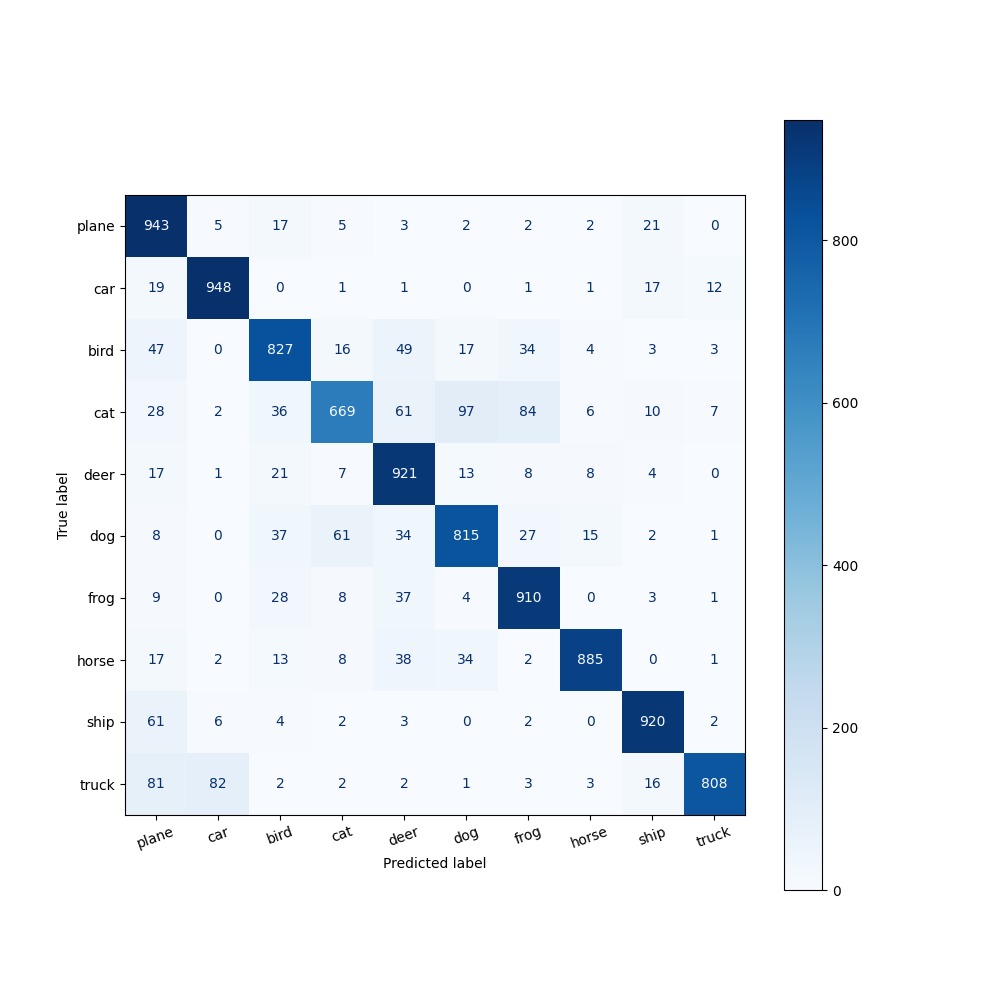 plane 943 5 17 5 3 2 2 2 21 0
car 19 948 0 1 1 0 1 1 17 12
bird 47 0 827 16 49 17 34 4 3 3
cat 28 2 36 669 61 97 84 6 10 7
deer 17 1 21 7 921 13 8 8 4 0
dog 8 0 37 61 34 815 27 15 2 1
frog 9 0 28 8 37 4 910 0 3 1
horse 17 2 13 8 38 34 2 885 0 1
ship 61 6 4 2 3 0 2 0 920 2
truck 81 82 2 2 2 1 3 3 16 808
plane car bird cat deer dog frog horse ship truck
Predicted label
True label
800
600
400
200
0